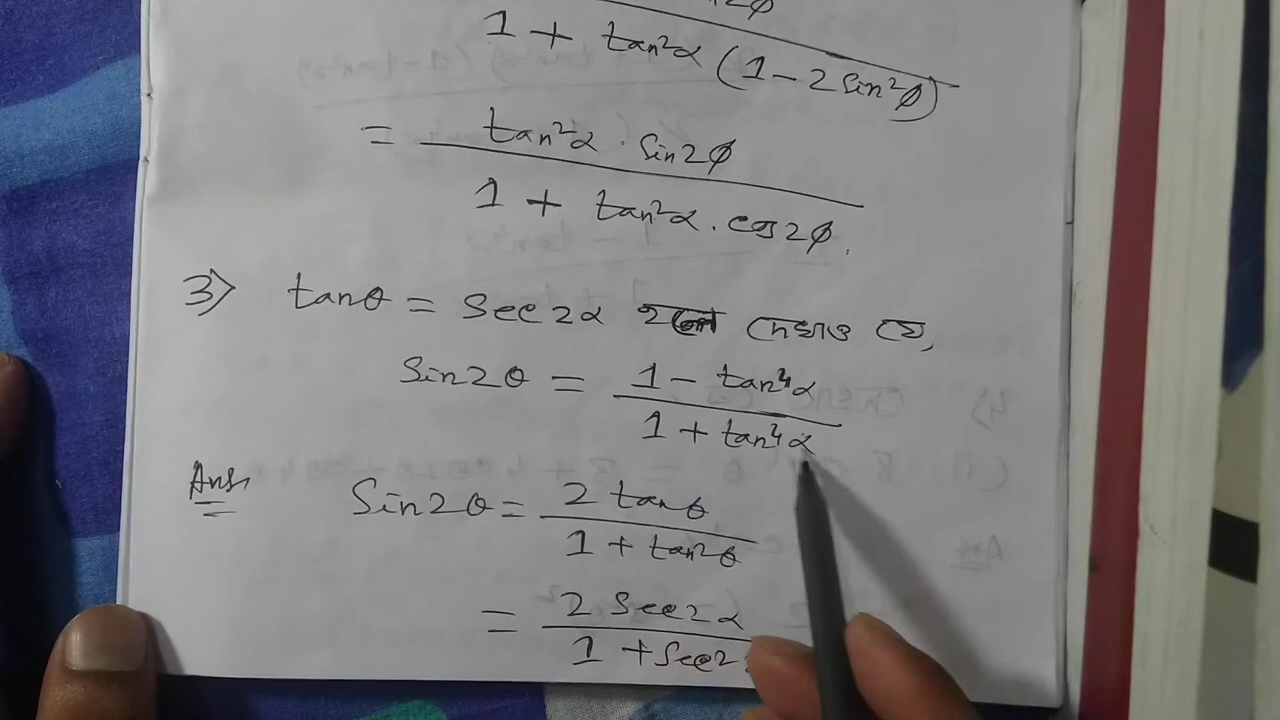 1 + tan²α (1 - 2 sin²φ)
= tan²α · Sin2φ
1 + tan²α . cos2φ.
3) tanθ = Sec2α হলে দেখাও যে,
Sin2θ = 1 - tan⁴α
1 + tan⁴α
Ans, Sin2θ = 2 tanθ
1 + tan²θ
= 2 Sec2α
1 + Sec²2